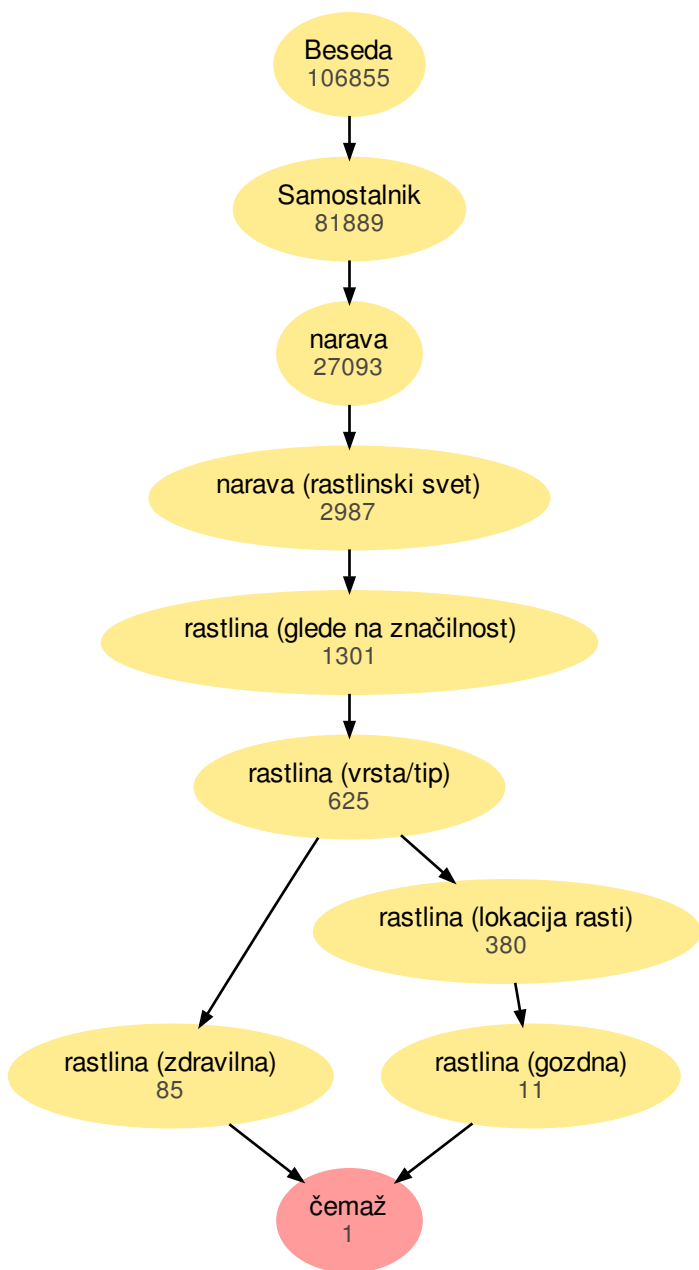 Beseda
106855
Samostalnik
81889
narava
27093
narava (rastlinski svet)
2987
rastlina (glede na značilnost)
1301
rastlina (vrsta/tip)
625
rastlina (lokacija rasti)
380
rastlina (zdravilna)
85
rastlina (gozdna)
11
čemaž
1